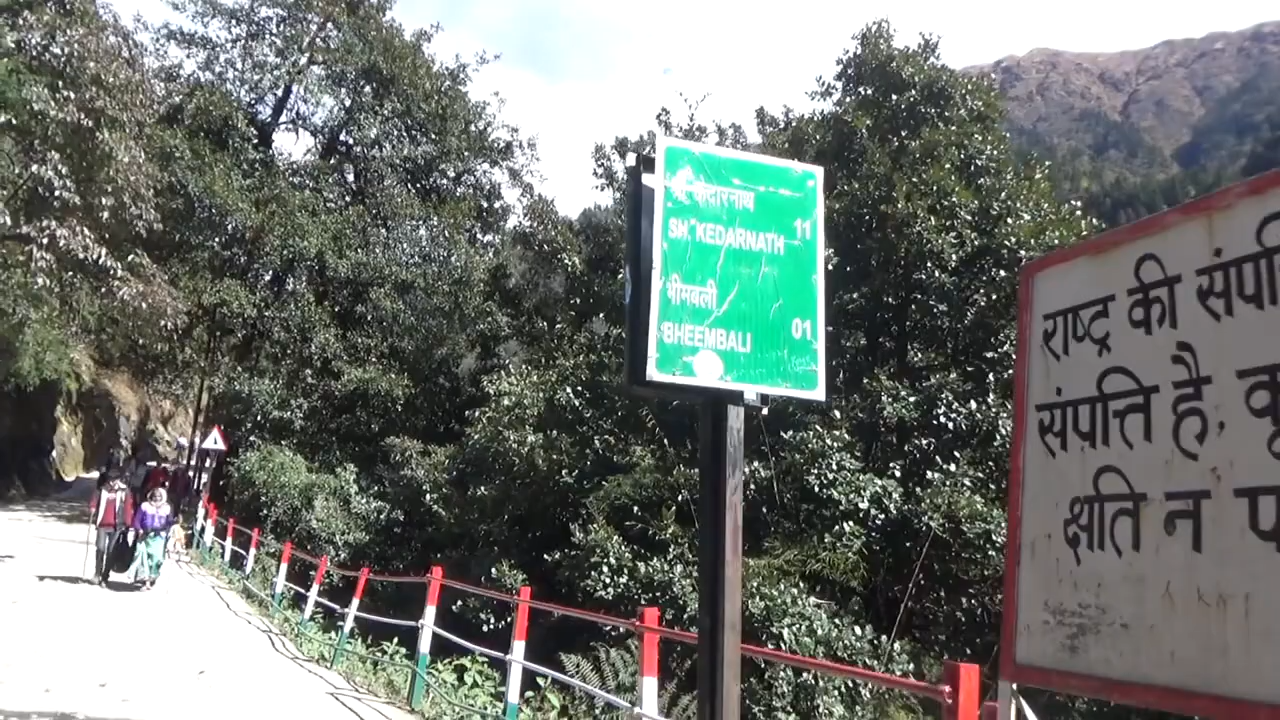 श्री केदारनाथ
SH. KEDARNATH 11
भीमबली
BHEEMBALI 01
राष्ट्र की
संपत्ति है,
क्षति न